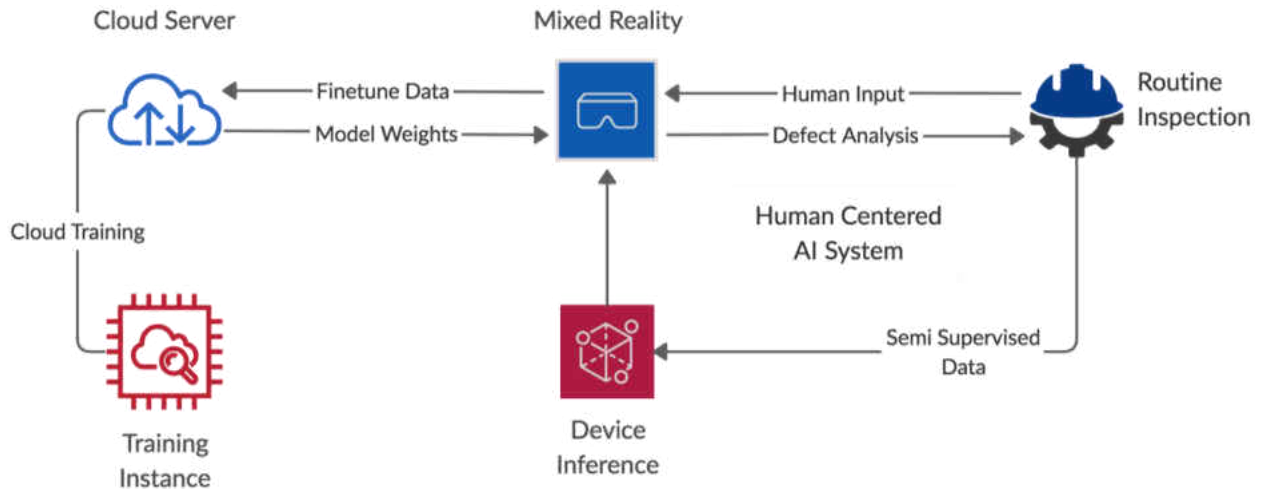 Cloud Server
Mixed Reality
Finetune Data
Human Input
Routine
Inspection
Model Weights
Defect Analysis
Human Centered
AI System
Cloud Training
Semi Supervised
Data
Training
Instance
Device
Inference